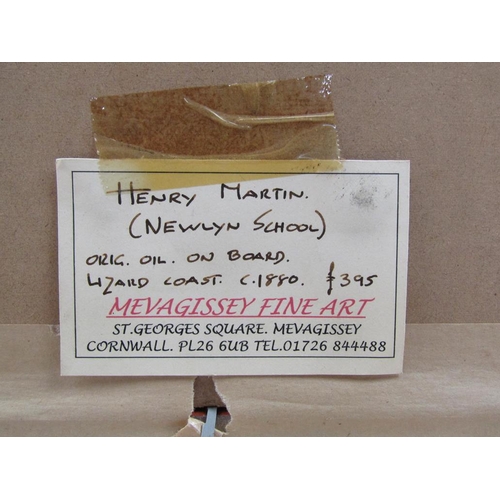 HENRY MARTIN.
(NEWLYN SCHOOL)
ORIG. OIL. ON BOARD.
LIZARD COAST. C.1880. £395
MEVAGISSEY FINE ART
ST.GEORGES SQUARE. MEVAGISSEY
CORNWALL. PL26 6UB TEL.01726 844488